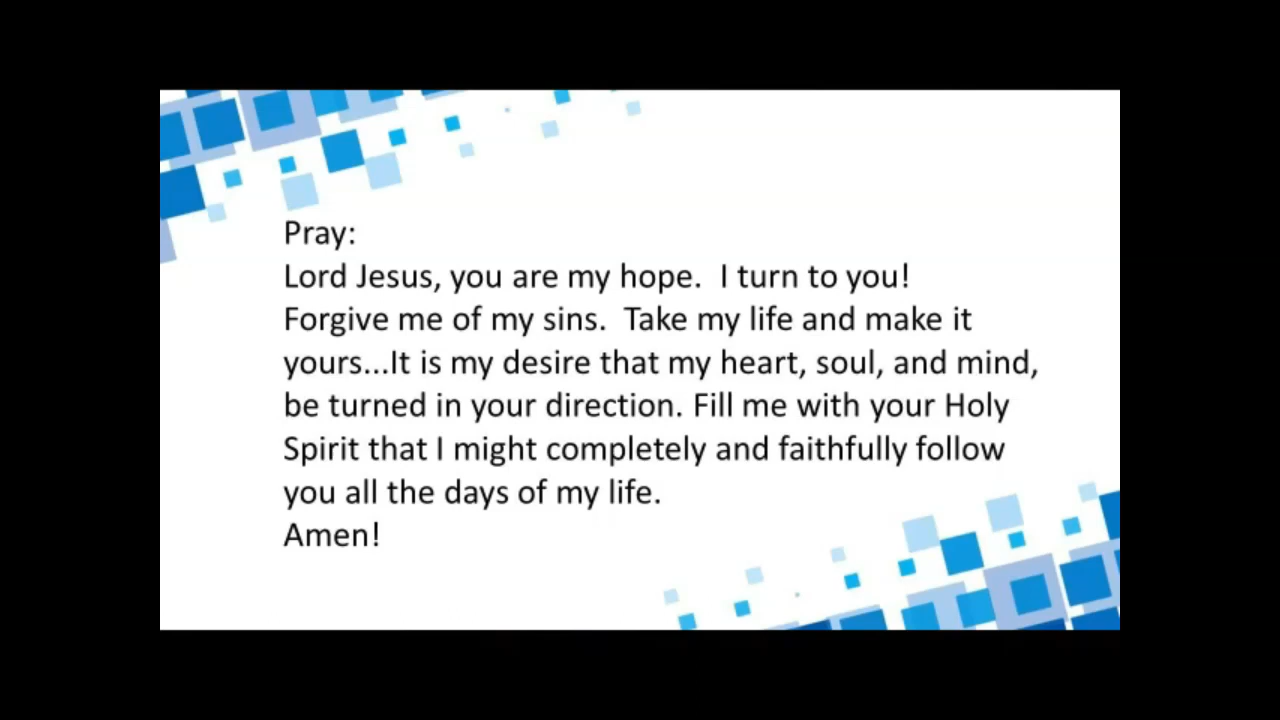 Pray:
Lord Jesus, you are my hope.  I turn to you!
Forgive me of my sins.  Take my life and make it
yours...It is my desire that my heart, soul, and mind,
be turned in your direction. Fill me with your Holy
Spirit that I might completely and faithfully follow
you all the days of my life.
Amen!